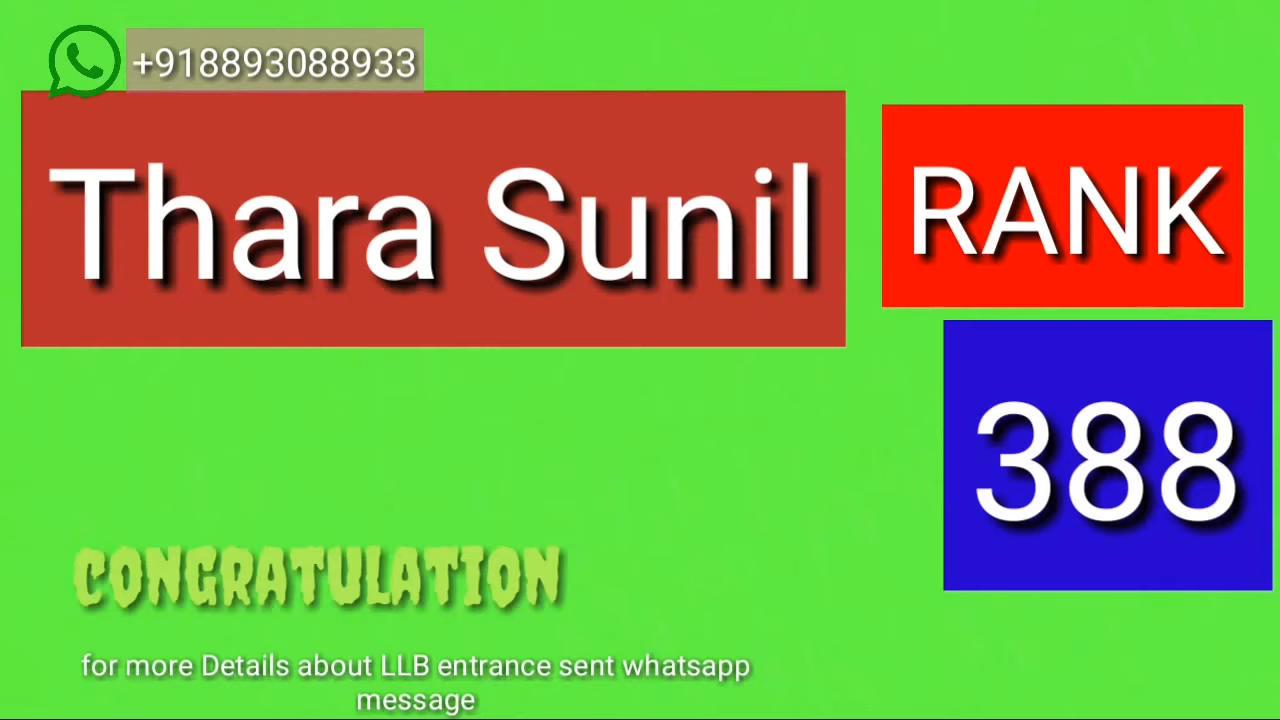 +918893088933
Thara Sunil
RANK
388
CONGRATULATION
for more Details about LLB entrance sent whatsapp
message